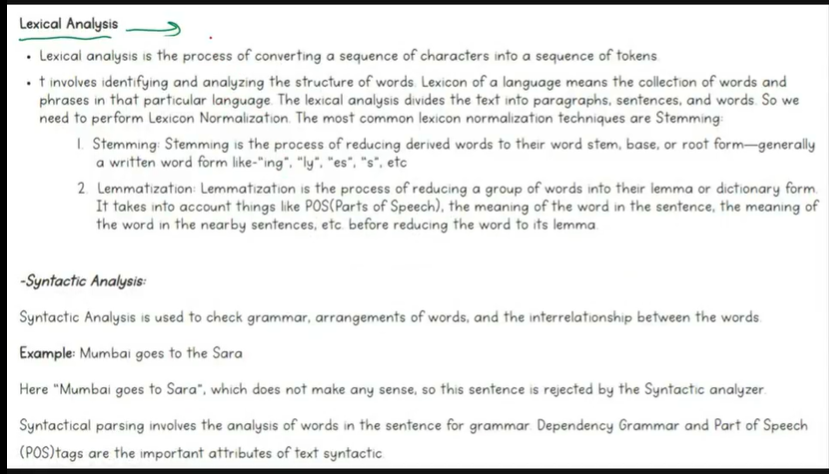 Lexical Analysis
• Lexical analysis is the process of converting a sequence of characters into a sequence of tokens.
• t involves identifying and analyzing the structure of words. Lexicon of a language means the collection of words and
phrases in that particular language. The lexical analysis divides the text into paragraphs, sentences, and words. So we
need to perform Lexicon Normalization. The most common lexicon normalization techniques are Stemming:
1. Stemming: Stemming is the process of reducing derived words to their word stem, base, or root form—generally
a written word form like-"ing", "ly", "es", "s", etc
2. Lemmatization: Lemmatization is the process of reducing a group of words into their lemma or dictionary form.
It takes into account things like POS(Parts of Speech), the meaning of the word in the sentence, the meaning of
the word in the nearby sentences, etc. before reducing the word to its lemma.
-Syntactic Analysis:
Syntactic Analysis is used to check grammar, arrangements of words, and the interrelationship between the words.
Example: Mumbai goes to the Sara
Here "Mumbai goes to Sara", which does not make any sense, so this sentence is rejected by the Syntactic analyzer.
Syntactical parsing involves the analysis of words in the sentence for grammar. Dependency Grammar and Part of Speech
(POS)tags are the important attributes of text syntactic.